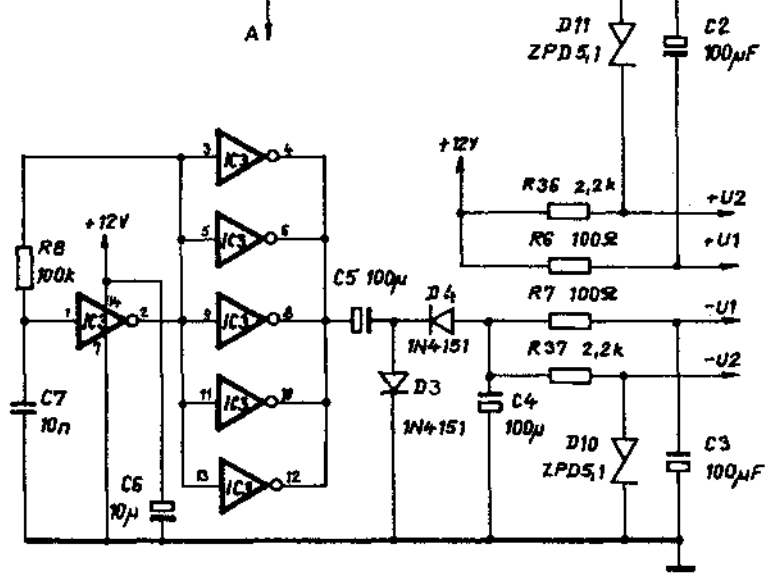 A
D11
ZPD5,1
C2
100µF
+12V
R36 2,2k
+U2
R6 100Ω
+U1
3
IC3
4
5
IC3
6
+12V
R8
100k
14
1
IC3
2
7
9
IC3
8
C5 100µ
D4
1N4151
R7 100Ω
-U1
R37 2,2k
-U2
D3
1N4151
C4
100µ
11
IC3
10
C7
10n
13
IC3
12
C6
10µ
D10
ZPD5,1
C3
100µF